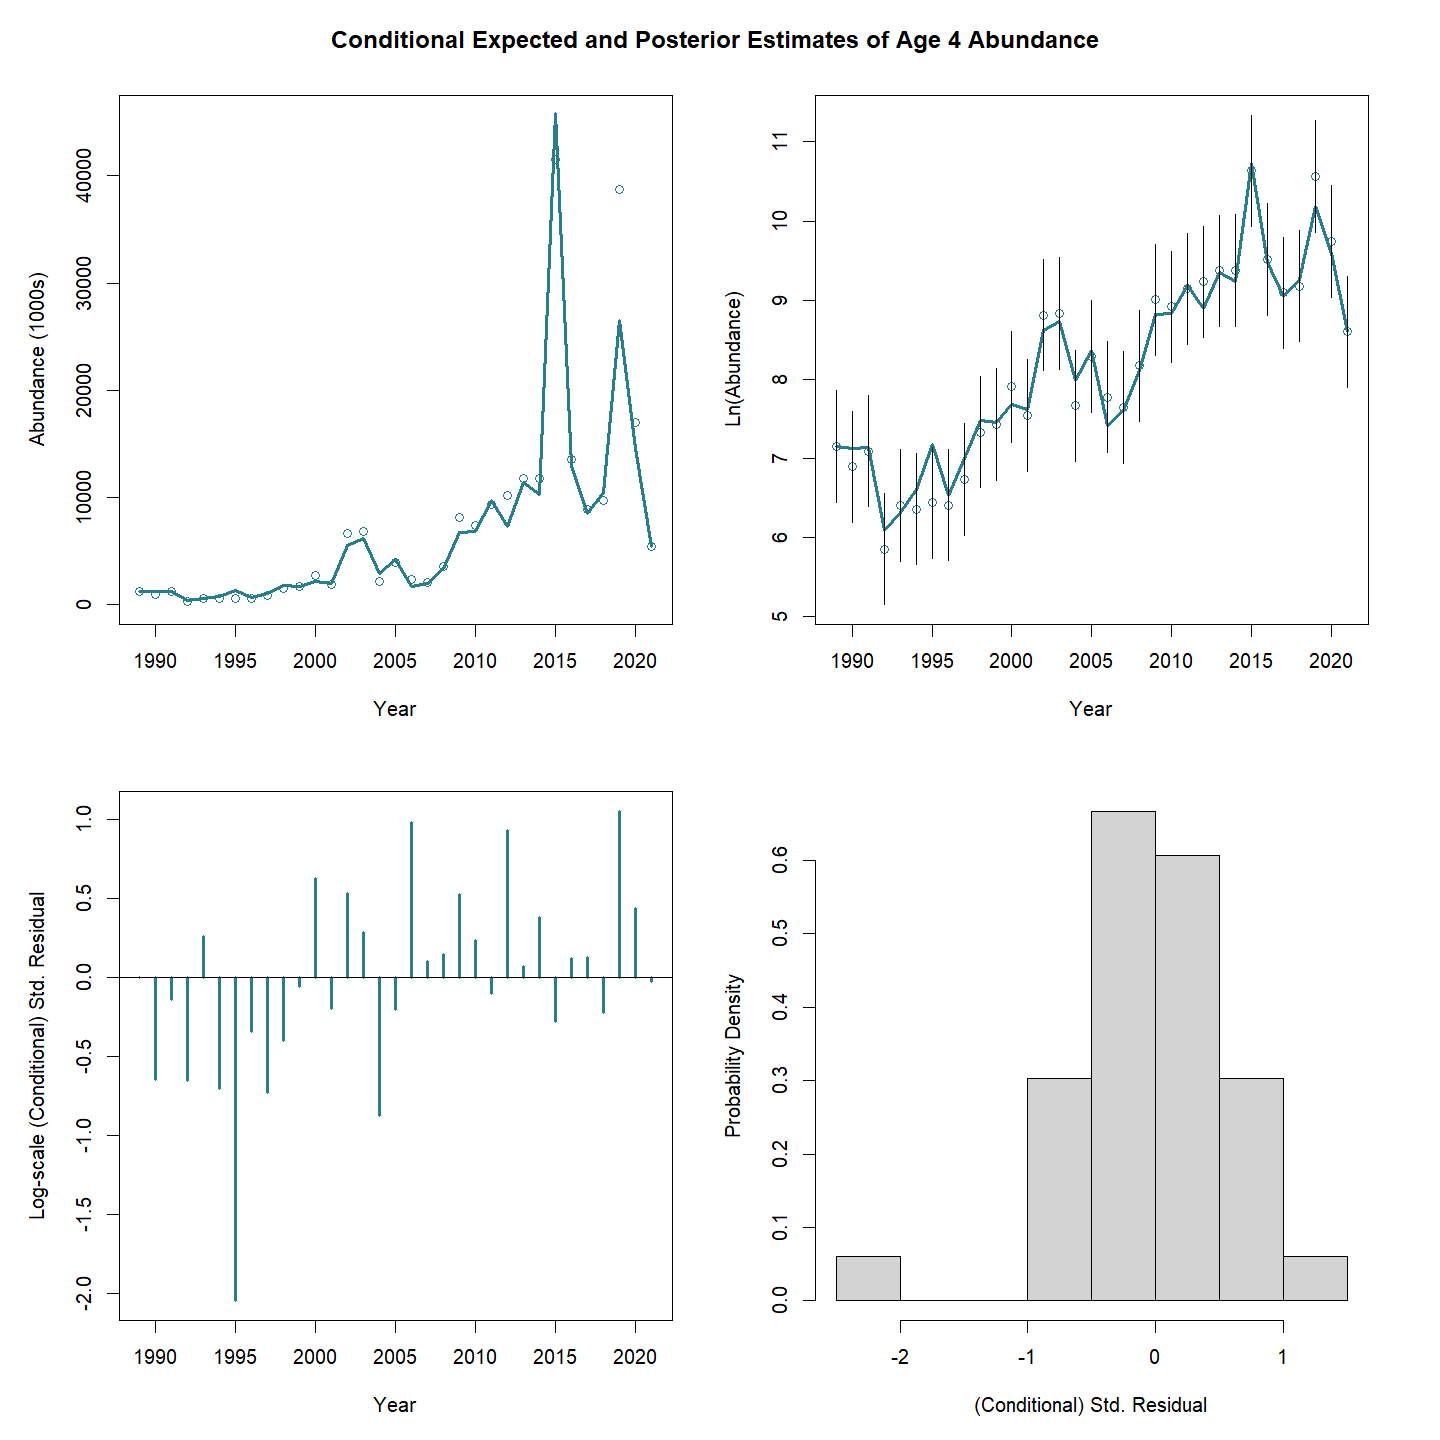 Conditional Expected and Posterior Estimates of Age 4 Abundance
Abundance (1000s)
0
10000
20000
30000
40000
1990 1995 2000 2005 2010 2015 2020
Year
Ln(Abundance)
5
6
7
8
9
10
11
1990 1995 2000 2005 2010 2015 2020
Year
Log-scale (Conditional) Std. Residual
-2.0
-1.5
-1.0
-0.5
0.0
0.5
1.0
1990 1995 2000 2005 2010 2015 2020
Year
Probability Density
0.0
0.1
0.2
0.3
0.4
0.5
0.6
-2 -1 0 1
(Conditional) Std. Residual